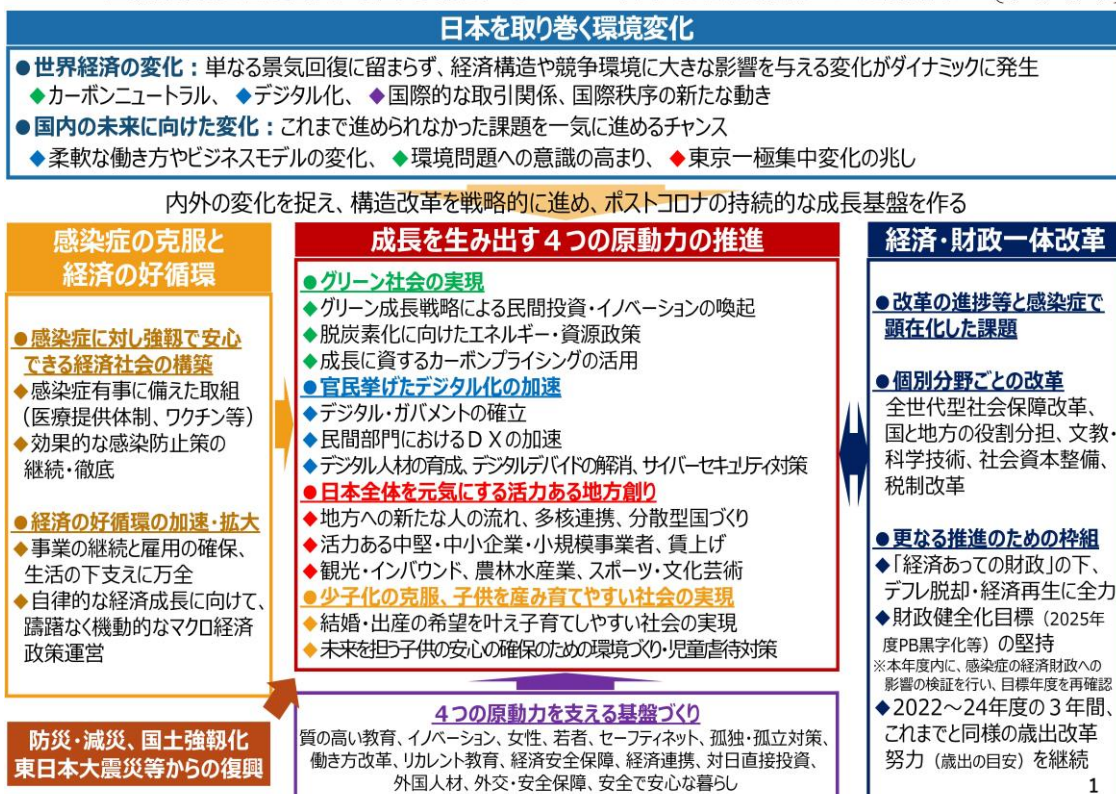 日本を取り巻く環境変化
●世界経済の変化：単なる景気回復に留まらず、経済構造や競争環境に大きな影響を与える変化がダイナミックに発生
◆カーボンニュートラル、◆デジタル化、◆国際的な取引関係、国際秩序の新たな動き
●国内の未来に向けた変化：これまで進められなかった課題を一気に進めるチャンス
◆柔軟な働き方やビジネスモデルの変化、◆環境問題への意識の高まり、◆東京一極集中変化の兆し
内外の変化を捉え、構造改革を戦略的に進め、ポストコロナの持続的な成長基盤を作る
感染症の克服と
経済の好循環
●感染症に対し強靱で安心
できる経済社会の構築
◆感染症有事に備えた取組
（医療提供体制、ワクチン等）
◆効果的な感染防止策の
継続・徹底
●経済の好循環の加速・拡大
◆事業の継続と雇用の確保、
生活の下支えに万全
◆自律的な経済成長に向けて、
躊躇なく機動的なマクロ経済
政策運営
防災・減災、国土強靱化
東日本大震災等からの復興
成長を生み出す４つの原動力の推進
●グリーン社会の実現
◆グリーン成長戦略による民間投資・イノベーションの喚起
◆脱炭素化に向けたエネルギー・資源政策
◆成長に資するカーボンプライシングの活用
●官民挙げたデジタル化の加速
◆デジタル・ガバメントの確立
◆民間部門におけるＤＸの加速
◆デジタル人材の育成、デジタルデバイドの解消、サイバーセキュリティ対策
●日本全体を元気にする活力ある地方創り
◆地方への新たな人の流れ、多核連携、分散型国づくり
◆活力ある中堅・中小企業・小規模事業者、賃上げ
◆観光・インバウンド、農林水産業、スポーツ・文化芸術
●少子化の克服、子供を産み育てやすい社会の実現
◆結婚・出産の希望を叶え子育てしやすい社会の実現
◆未来を担う子供の安心の確保のための環境づくり・児童虐待対策
４つの原動力を支える基盤づくり
質の高い教育、イノベーション、女性、若者、セーフティネット、孤独・孤立対策、
働き方改革、リカレント教育、経済安全保障、経済連携、対日直接投資、
外国人材、外交・安全保障、安全で安心な暮らし
経済・財政一体改革
●改革の進捗等と感染症で
顕在化した課題
●個別分野ごとの改革
全世代型社会保障改革、
国と地方の役割分担、文教・
科学技術、社会資本整備、
税制改革
●更なる推進のための枠組
◆「経済あっての財政」の下、
デフレ脱却・経済再生に全力
◆財政健全化目標（2025年
度PB黒字化等）の堅持
※本年度内に、感染症の経済財政への
影響の検証を行い、目標年度を再確認
◆2022～24年度の３年間、
これまでと同様の歳出改革
努力（歳出の目安）を継続
1